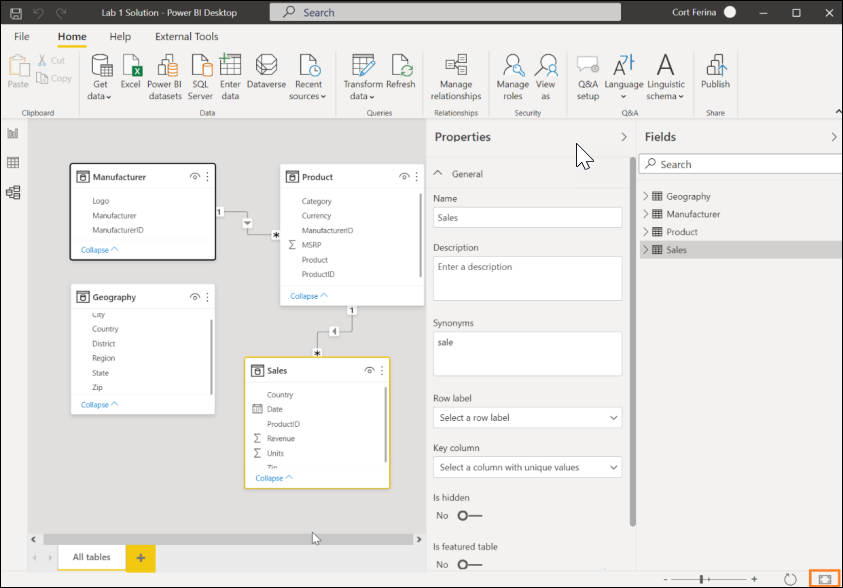 Lab 1 Solution - Power BI Desktop
Search
Cort Ferina
File
Home
Help
External Tools
Paste
Cut
Copy
Clipboard
Get
data
Excel
Power BI
datasets
SQL
Server
Enter
data
Dataverse
Recent
sources
Data
Transform
data
Refresh
Queries
Manage
relationships
Relationships
Manage
roles
View
as
Security
Q&A
setup
Language
Linguistic
schema
Q&A
Publish
Share
Manufacturer
Logo
Manufacturer
ManufacturerID
Collapse
1
*
Product
Category
Currency
ManufacturerID
MSRP
Product
ProductID
Collapse
Geography
City
Country
District
Region
State
Zip
Collapse
1
*
Sales
Country
Date
ProductID
Revenue
Units
Zip
Collapse
All tables
+
Properties
General
Name
Sales
Description
Enter a description
Synonyms
sale
Row label
Select a row label
Key column
Select a column with unique values
Is hidden
No
Is featured table
No
Fields
Search
Geography
Manufacturer
Product
Sales
- +